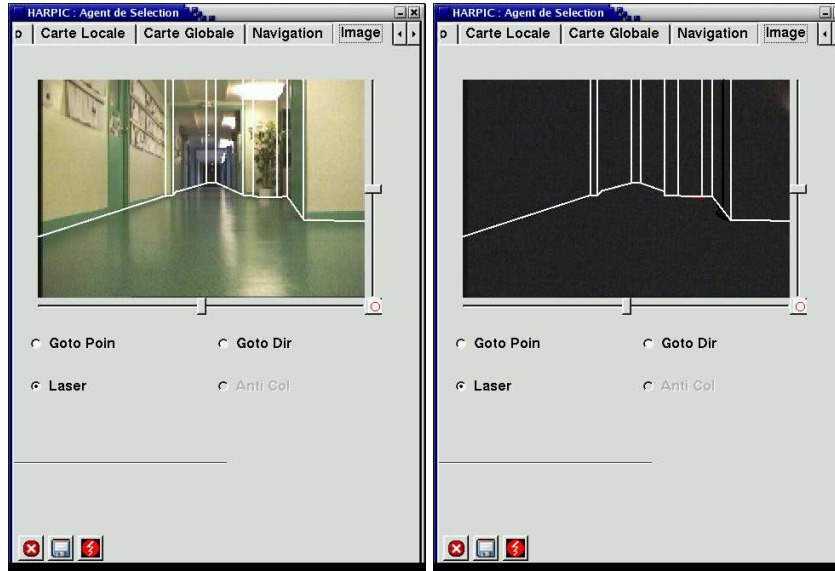 HARPIC : Agent de Selection
o Carte Locale Carte Globale Navigation Image
Goto Poin Goto Dir
Laser Anti Col
HARPIC : Agent de Selection
o Carte Locale Carte Globale Navigation Image
Goto Poin Goto Dir
Laser Anti Col